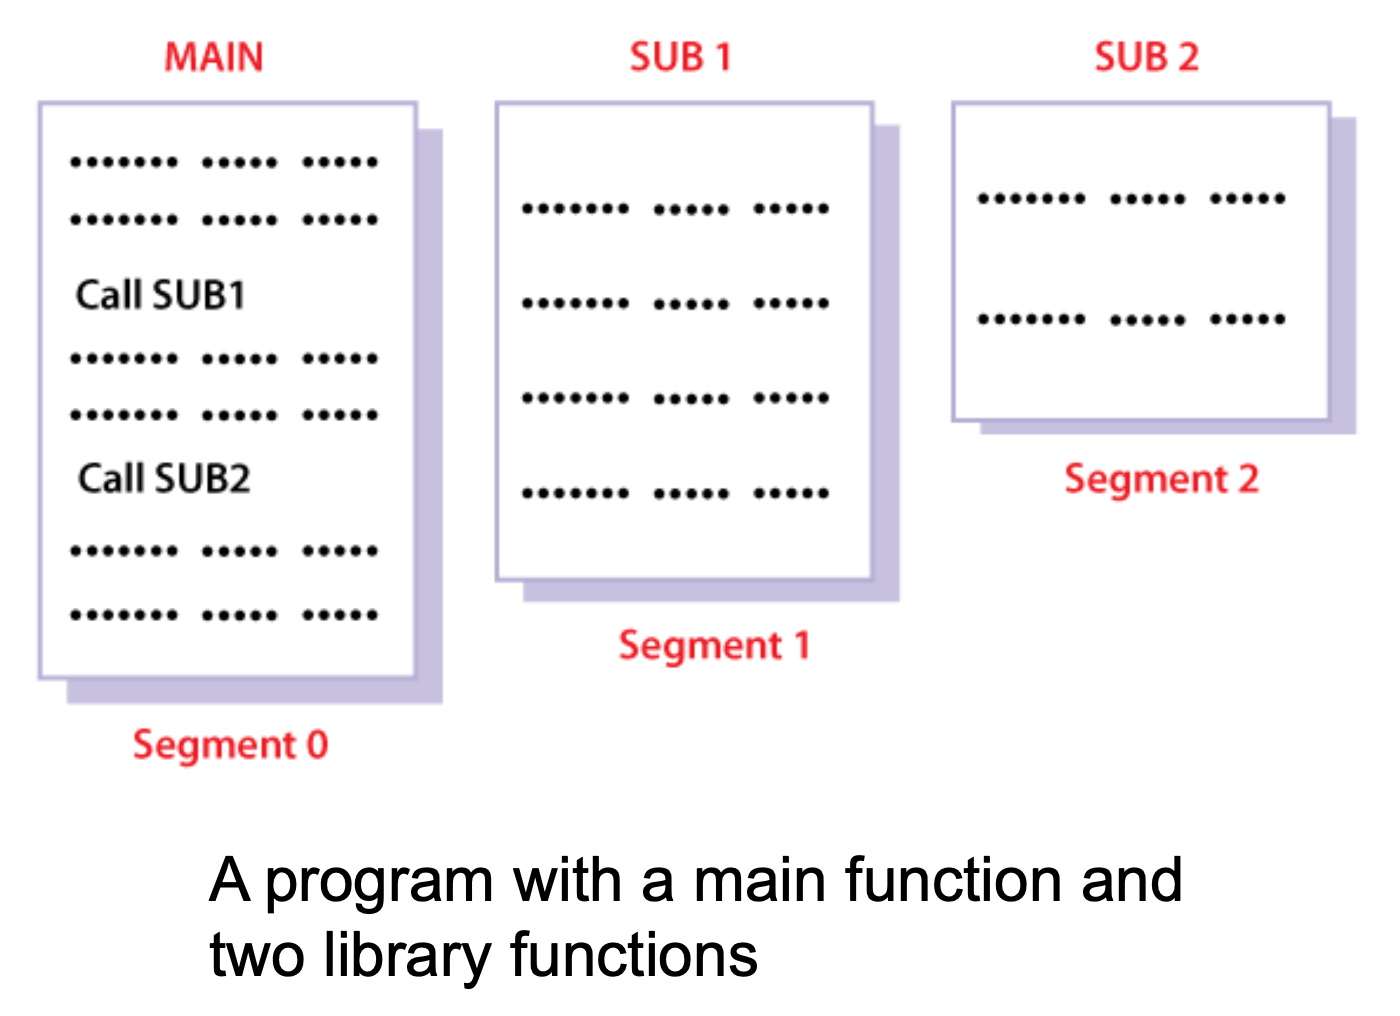 MAIN
SUB 1
SUB 2
Call SUB1
Call SUB2
Segment 2
Segment 1
Segment 0
A program with a main function and
two library functions